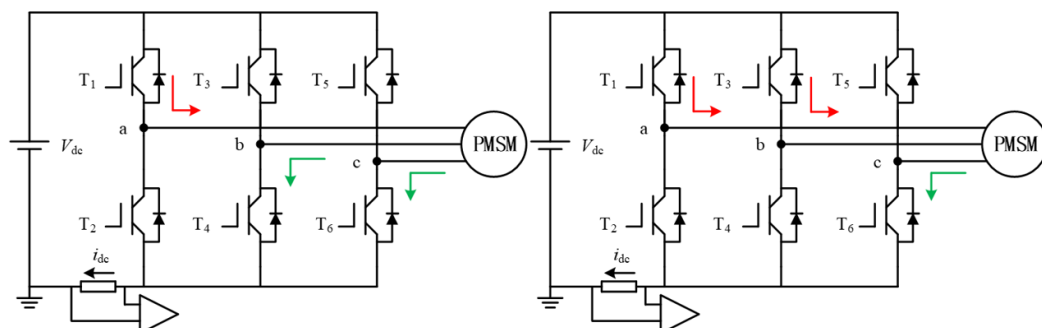 T1 T3 T5 T1 T3 T5
a a
Vdc b PMSM Vdc b PMSM
c c
T2 T4 T6 T2 T4 T6
idc idc